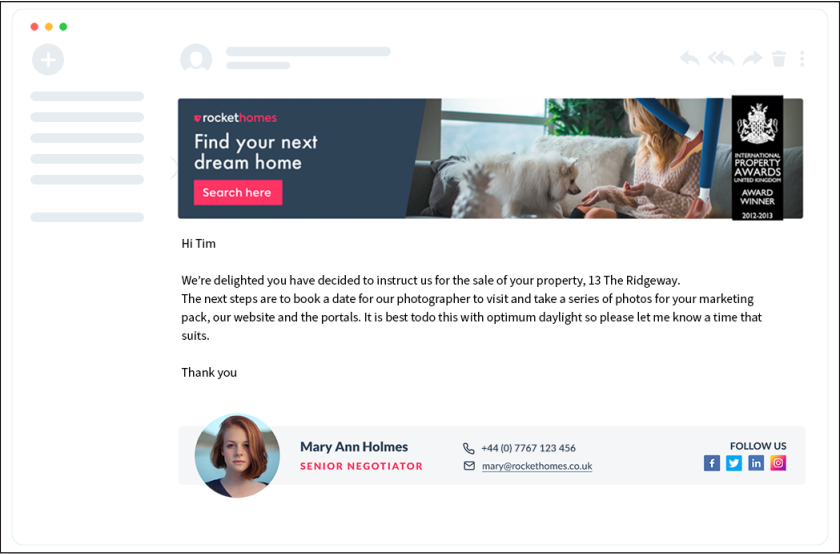 rockethomes
Find your next
dream home
Search here
INTERNATIONAL
PROPERTY
AWARDS
UNITED KINGDOM
AWARD
WINNER
2012-2013
Hi Tim
We're delighted you have decided to instruct us for the sale of your property, 13 The Ridgeway.
The next steps are to book a date for our photographer to visit and take a series of photos for your marketing
pack, our website and the portals. It is best todo this with optimum daylight so please let me know a time that
suits.
Thank you
Mary Ann Holmes
SENIOR NEGOTIATOR
+44 (0) 7767 123 456
mary@rockethomes.co.uk
FOLLOW US